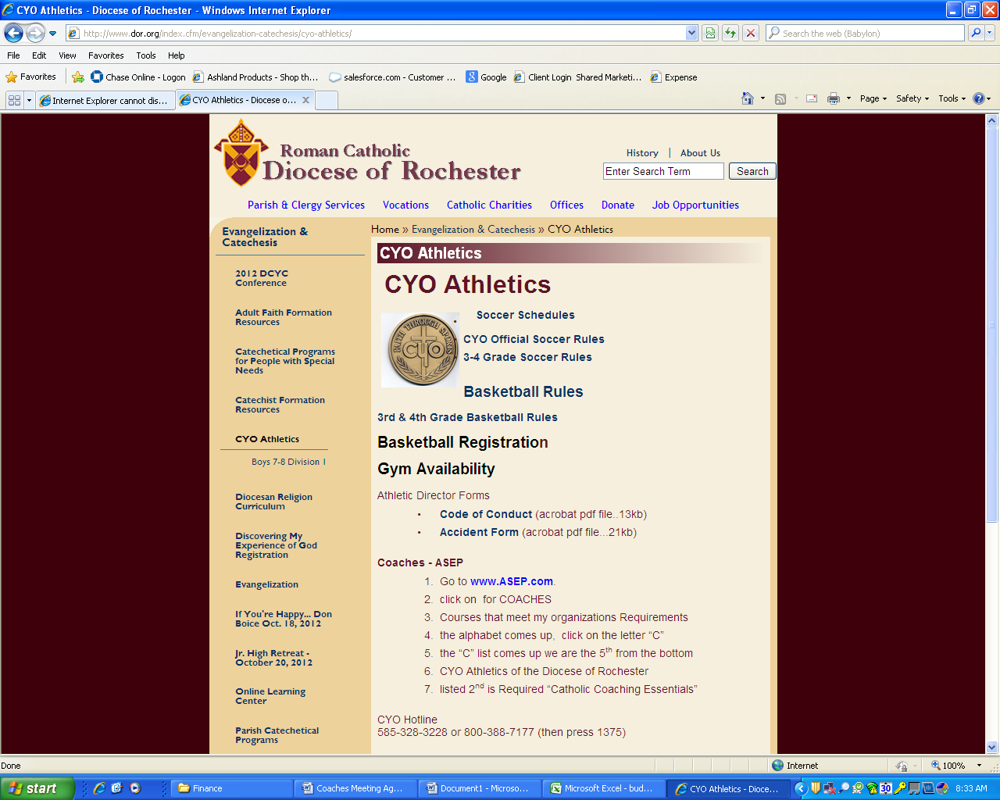 CYO Athletics - Diocese of Rochester - Windows Internet Explorer
http://www.dor.org/index.cfm/evangelization-catechesis/cyo-athletics/
Search the web (Babylon)
File Edit View Favorites Tools Help
Favorites Chase Online - Logon Ashland Products - Shop th... salesforce.com - Customer ... Google Client Login Shared Marketi... Expense
Internet Explorer cannot dis... CYO Athletics - Diocese o... Page Safety Tools
Roman Catholic
Diocese of Rochester
History | About Us
Enter Search Term Search
Parish & Clergy Services Vocations Catholic Charities Offices Donate Job Opportunities
Evangelization &
Catechesis
2012 DCYC
Conference
Adult Faith Formation
Resources
Catechetical Programs
for People with Special
Needs
Catechist Formation
Resources
CYO Athletics
Boys 7-8 Division 1
Diocesan Religion
Curriculum
Discovering My
Experience of God
Registration
Evangelization
If You're Happy... Don
Boice Oct. 18, 2012
Jr. High Retreat -
October 20, 2012
Online Learning
Center
Parish Catechetical
Programs
Home » Evangelization & Catechesis » CYO Athletics
CYO Athletics
CYO Athletics
FAITH THROUGH SPORTS
CYO
Soccer Schedules
CYO Official Soccer Rules
3-4 Grade Soccer Rules
Basketball Rules
3rd & 4th Grade Basketball Rules
Basketball Registration
Gym Availability
Athletic Director Forms
• Code of Conduct (acrobat pdf file..13kb)
• Accident Form (acrobat pdf file...21kb)
Coaches - ASEP
1. Go to www.ASEP.com.
2. click on for COACHES
3. Courses that meet my organizations Requirements
4. the alphabet comes up, click on the letter “C”
5. the “C” list comes up we are the 5th from the bottom
6. CYO Athletics of the Diocese of Rochester
7. listed 2nd is Required “Catholic Coaching Essentials”
CYO Hotline
585-328-3228 or 800-388-7177 (then press 1375)
Done Internet 100%
start Finance Coaches Meeting Ag... Document1 - Microso... Microsoft Excel - bud... CYO Athletics - Dioce... 30 8:33 AM